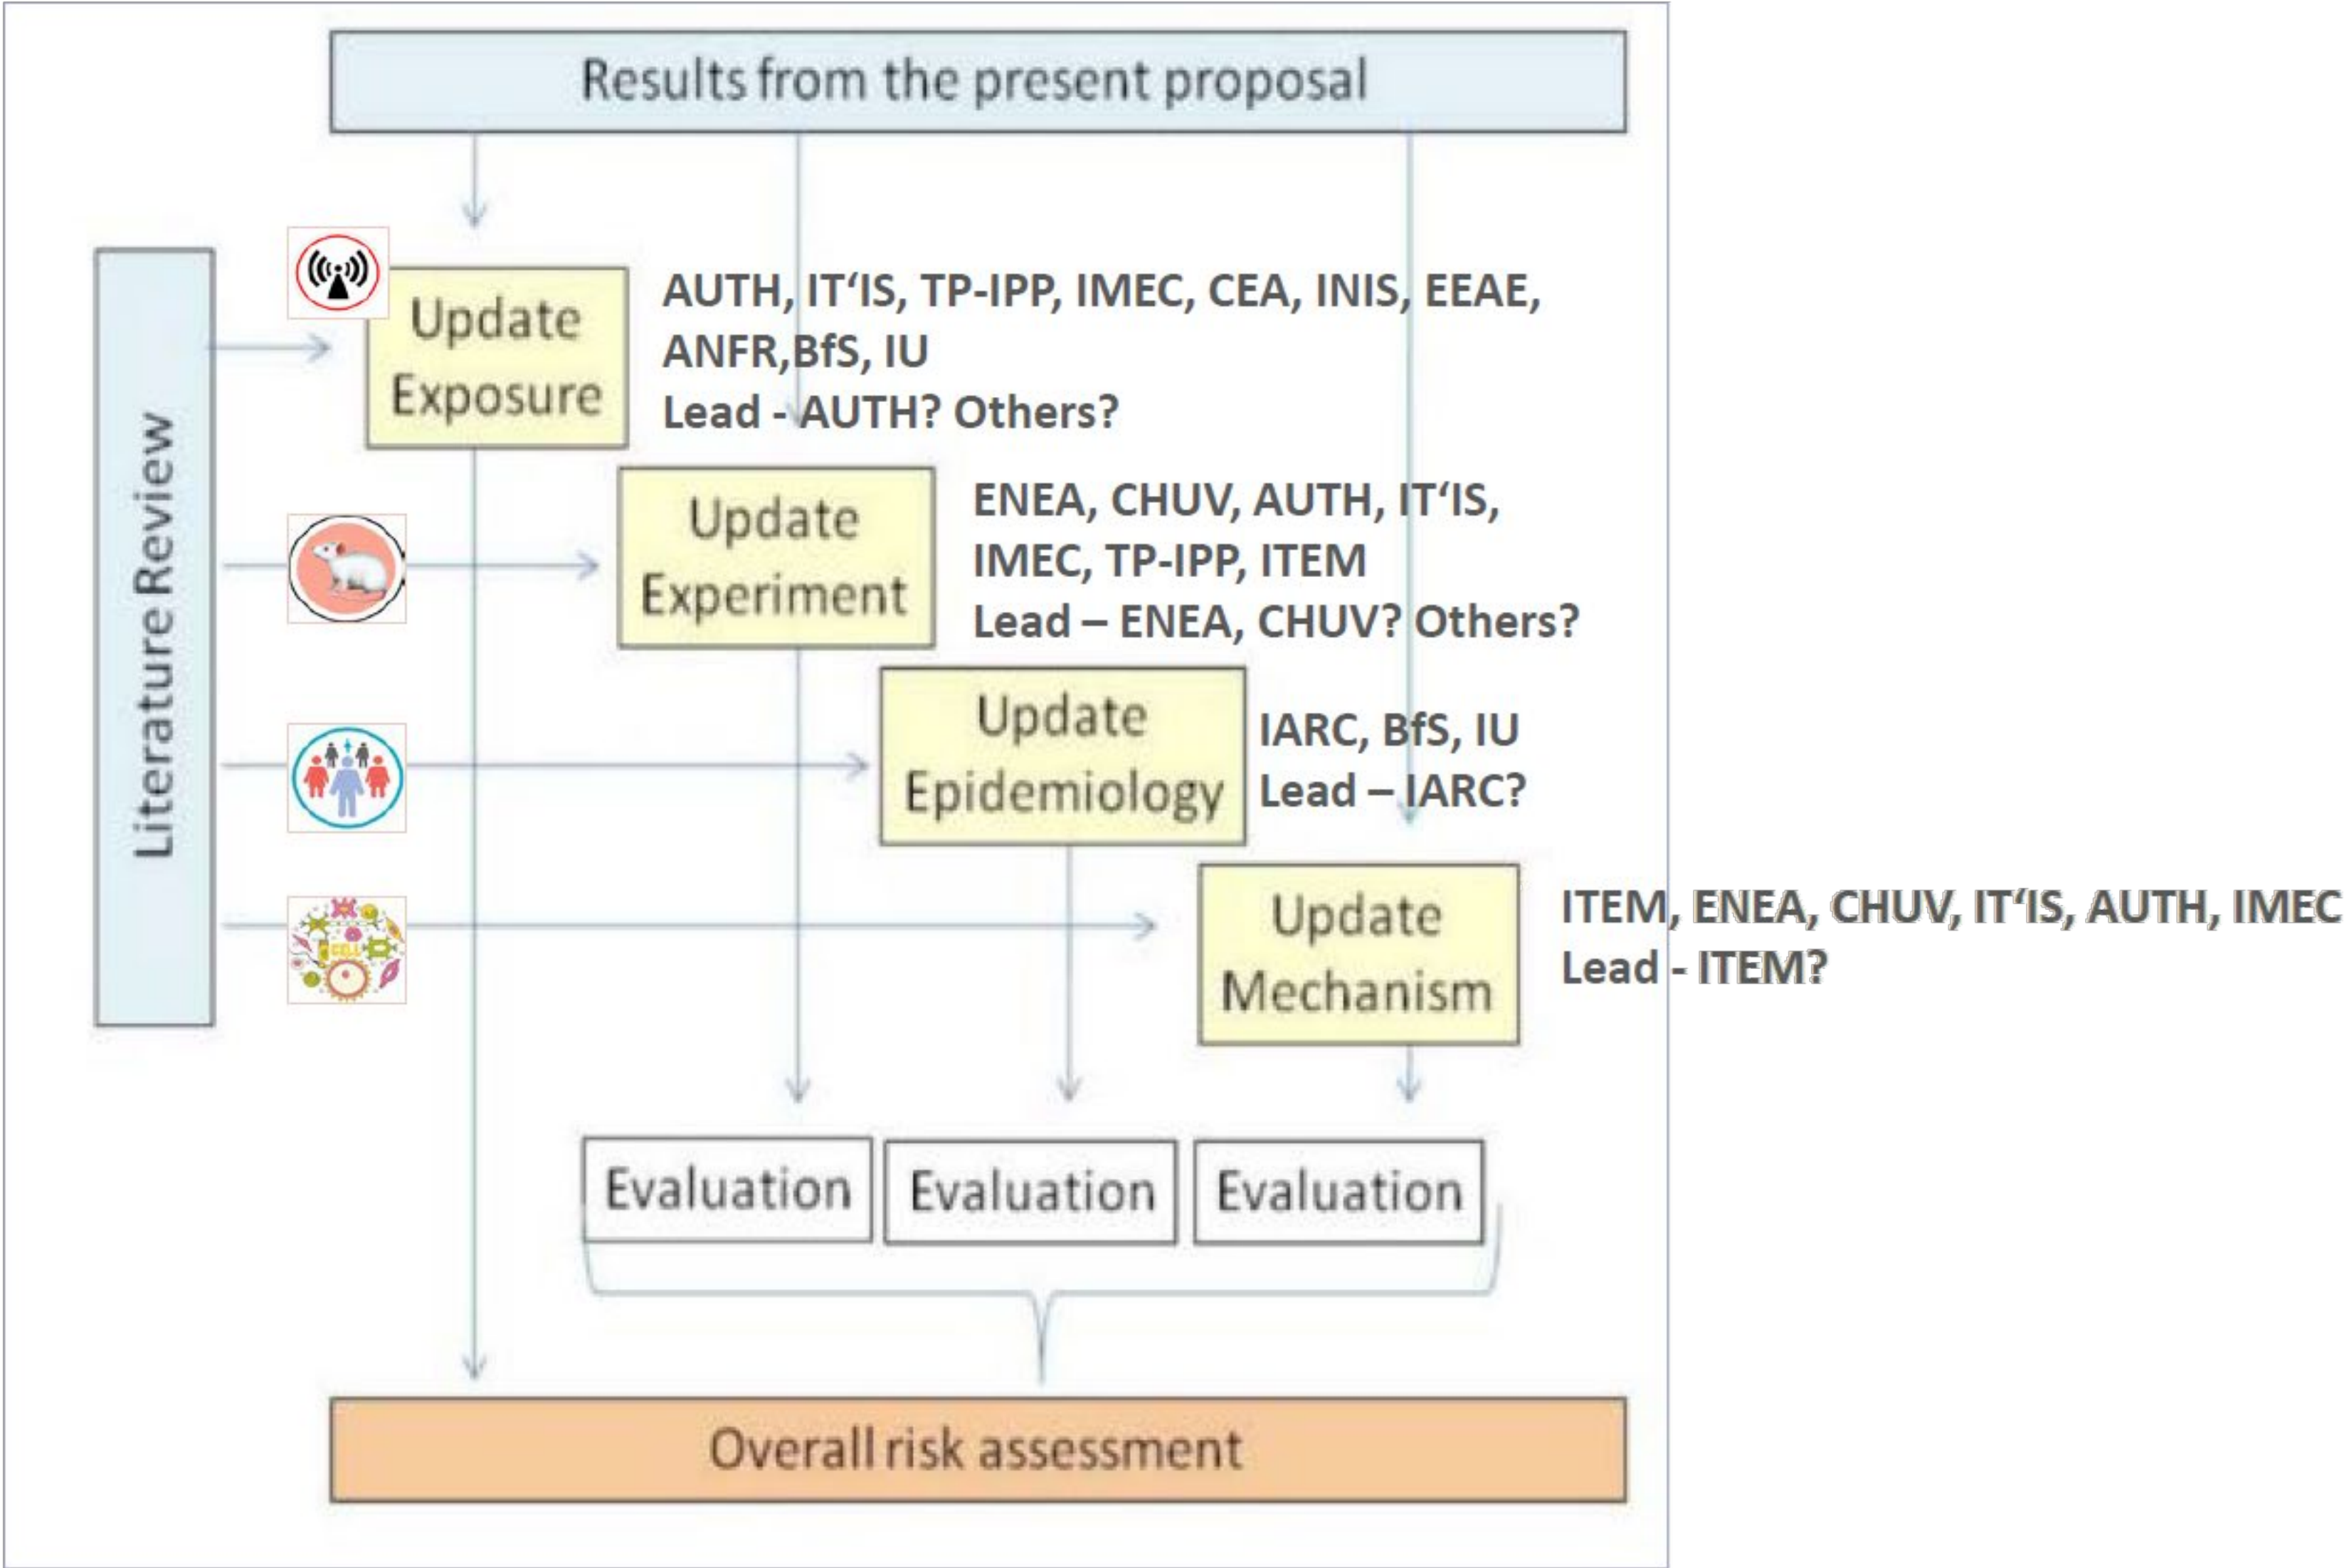 Results from the present proposal
Literature Review
Update
Exposure
AUTH, IT‘IS, TP-IPP, IMEC, CEA, INIS, EEAE,
ANFR,BfS, IU
Lead - AUTH? Others?
Update
Experiment
ENEA, CHUV, AUTH, IT‘IS,
IMEC, TP-IPP, ITEM
Lead – ENEA, CHUV? Others?
Update
Epidemiology
IARC, BfS, IU
Lead – IARC?
CELL
Update
Mechanism
ITEM, ENEA, CHUV, IT‘IS, AUTH, IMEC
Lead - ITEM?
Evaluation
Evaluation
Evaluation
Overall risk assessment